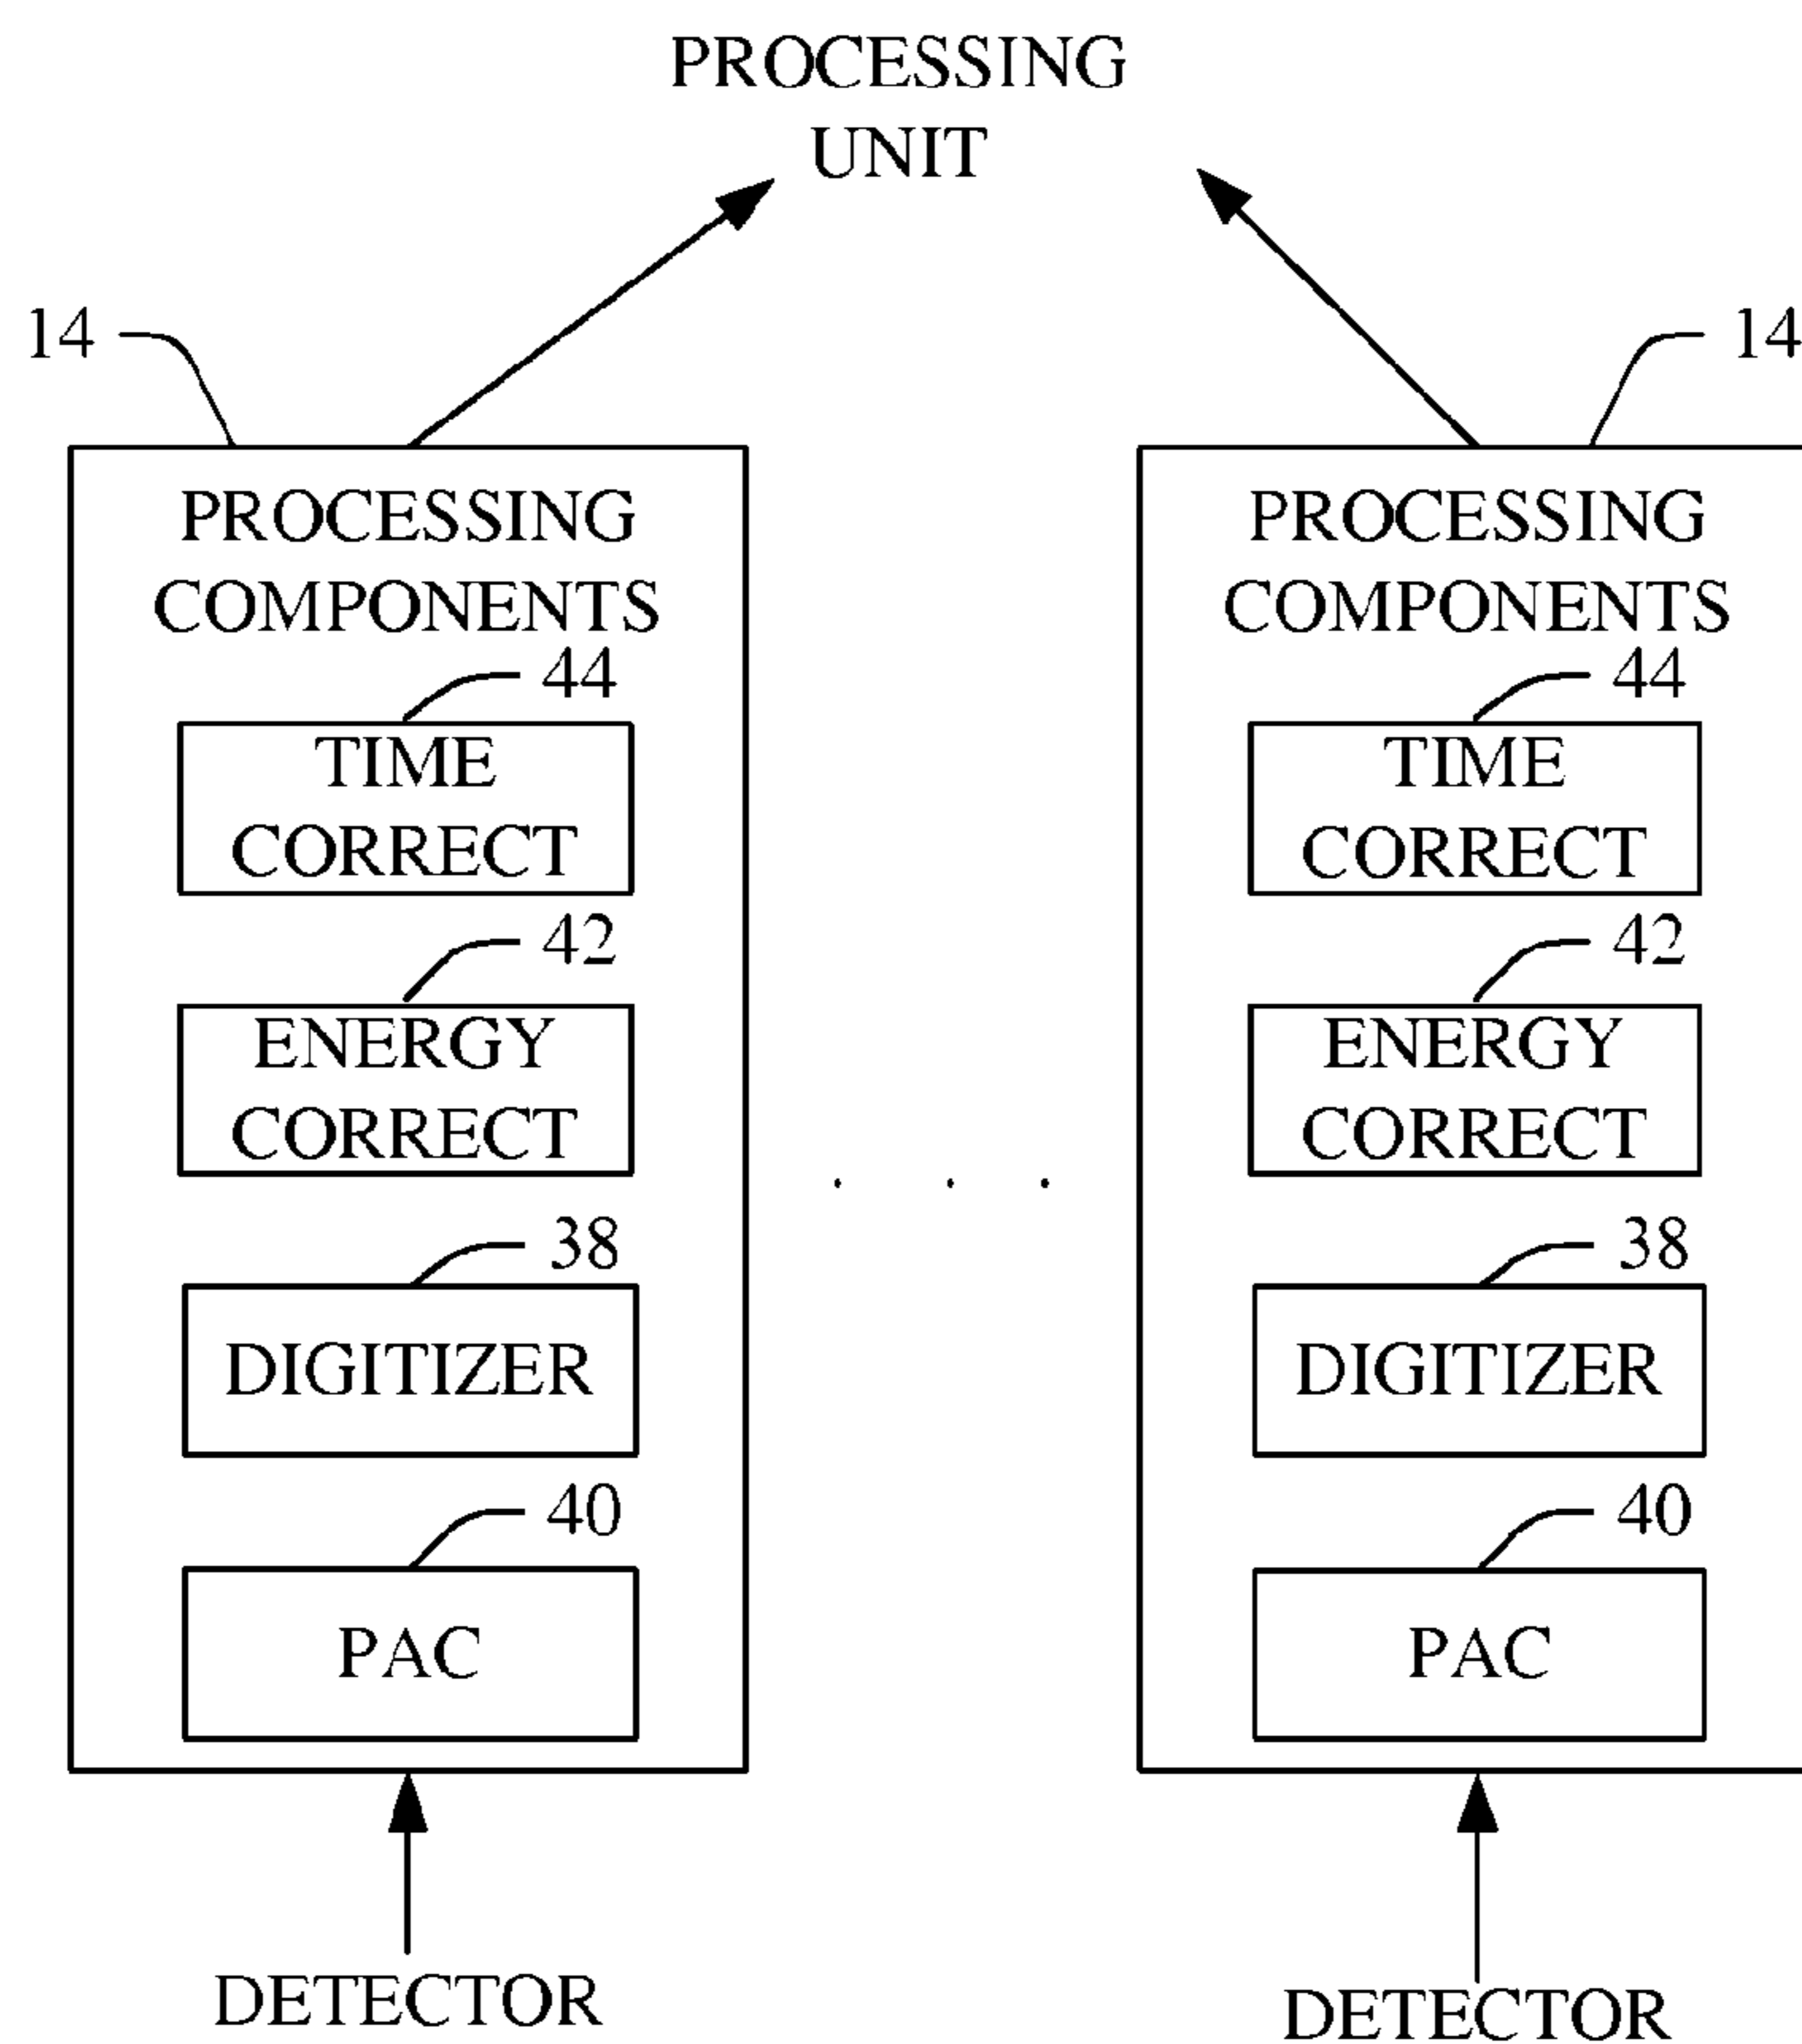 PROCESSING
UNIT
14
14
PROCESSING
COMPONENTS
44
TIME
CORRECT
42
ENERGY
CORRECT
38
DIGITIZER
40
PAC
DETECTOR
PROCESSING
COMPONENTS
44
TIME
CORRECT
42
ENERGY
CORRECT
38
DIGITIZER
40
PAC
DETECTOR